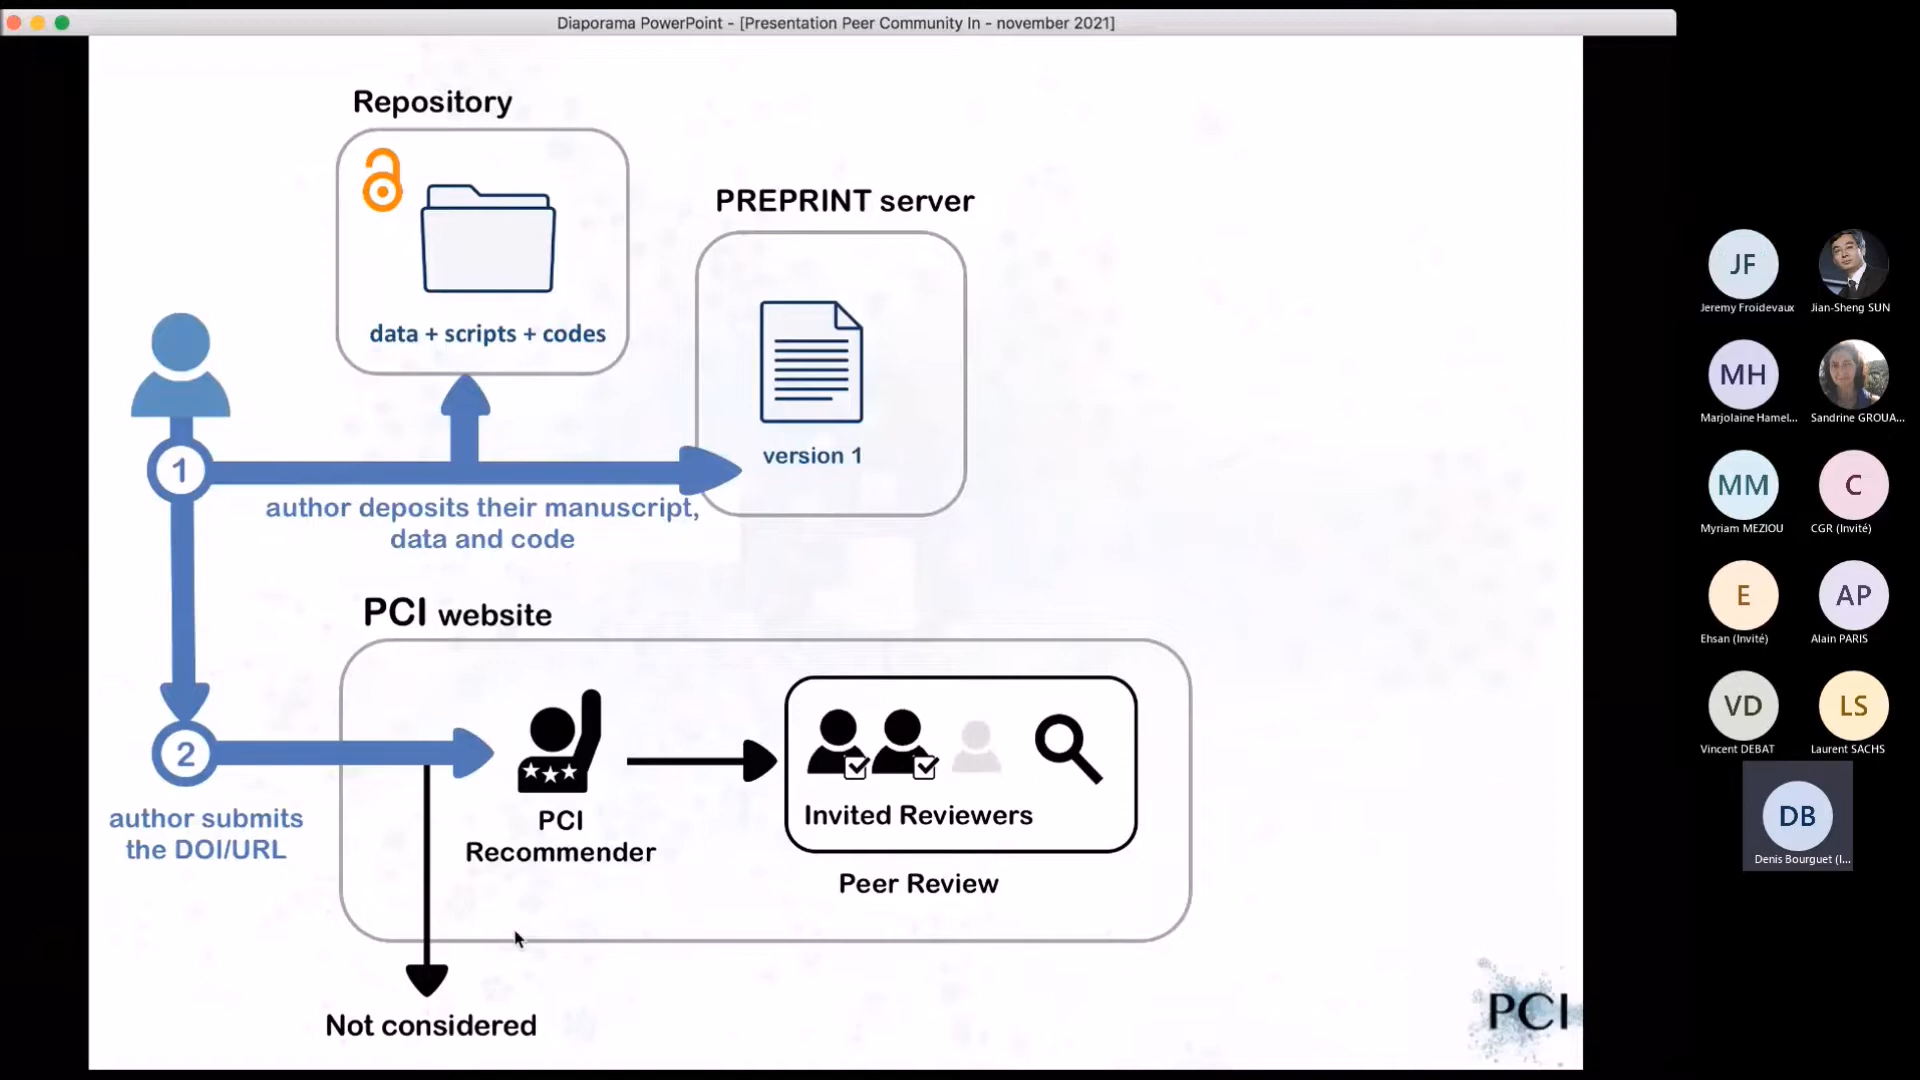 Diaporama PowerPoint - [Presentation Peer Community In - november 2021]
Repository
data + scripts + codes
PREPRINT server
version 1
1
author deposits their manuscript,
data and code
PCI website
2
author submits
the DOI/URL
PCI
Recommender
Invited Reviewers
Peer Review
Not considered
PCI
JF
Jeremy Froidevaux
Jian-Sheng SUN
MH
Marjolaine Hamel...
Sandrine GROUA...
MM
Myriam MEZIOU
C
CGR (Invité)
E
Ehsan (Invité)
AP
Alain PARIS
VD
Vincent DEBAT
LS
Laurent SACHS
DB
Denis Bourguet (I...